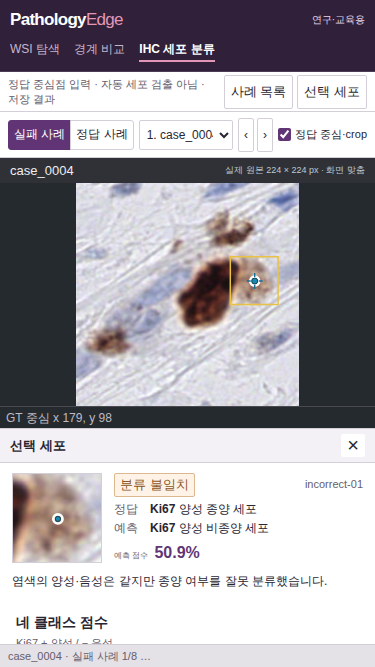 PathologyEdge
연구·교육용
WSI 탐색
경계 비교
IHC 세포 분류
정답 중심점 입력 · 자동 세포 검출 아님 ·
저장 결과
사례 목록
선택 세포
실패 사례
정답 사례
1. case_000
‹
›
정답 중심·crop
case_0004
실제 원본 224 × 224 px · 화면 맞춤
GT 중심 x 179, y 98
선택 세포
×
분류 불일치
incorrect-01
정답 Ki67 양성 종양 세포
예측 Ki67 양성 비종양 세포
예측 점수 50.9%
염색의 양성·음성은 같지만 종양 여부를 잘못 분류했습니다.
네 클래스 점수
Ki67 + 양성 / − 음성
case_0004 · 실패 사례 1/8 …